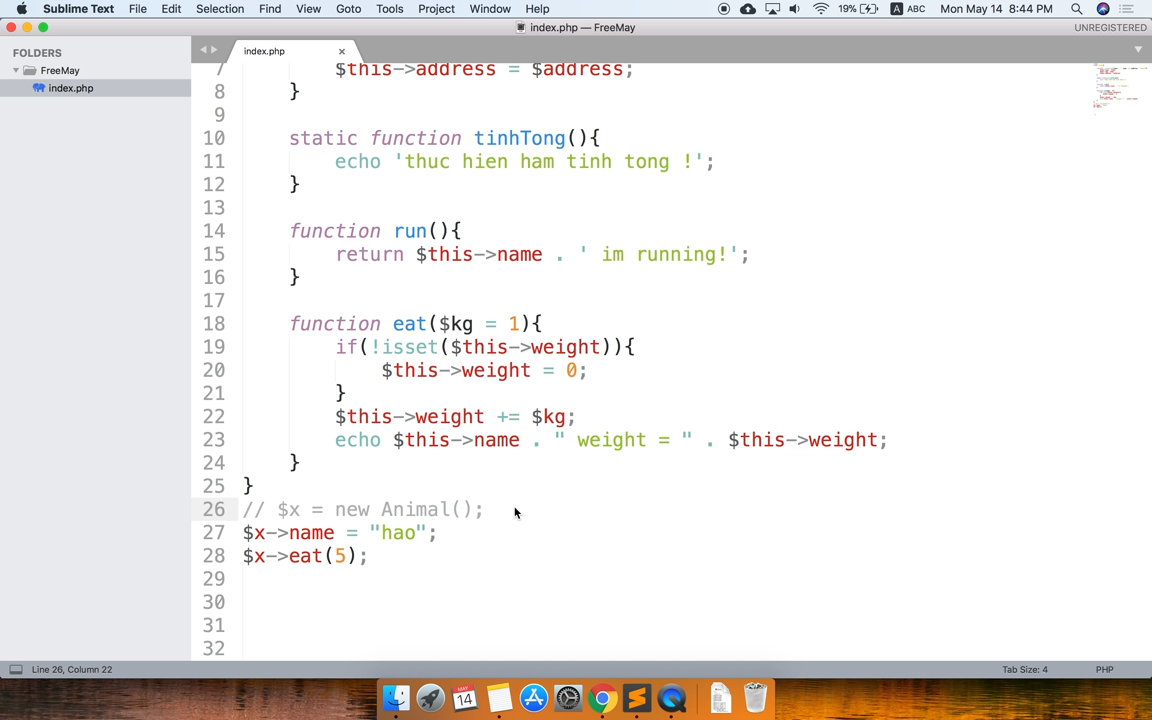 Sublime Text File Edit Selection Find View Goto Tools Project Window Help 19% A ABC Mon May 14 8:44 PM
index.php — FreeMay UNREGISTERED
FOLDERS
FreeMay
index.php
index.php ×
7 $this->address = $address;
8 }
9
10 static function tinhTong(){
11 echo 'thuc hien ham tinh tong !';
12 }
13
14 function run(){
15 return $this->name . ' im running!';
16 }
17
18 function eat($kg = 1){
19 if(!isset($this->weight)){
20 $this->weight = 0;
21 }
22 $this->weight += $kg;
23 echo $this->name . " weight = " . $this->weight;
24 }
25 }
26 // $x = new Animal();
27 $x->name = "hao";
28 $x->eat(5);
29
30
31
32
Line 26, Column 22 Tab Size: 4 PHP
MAY
14